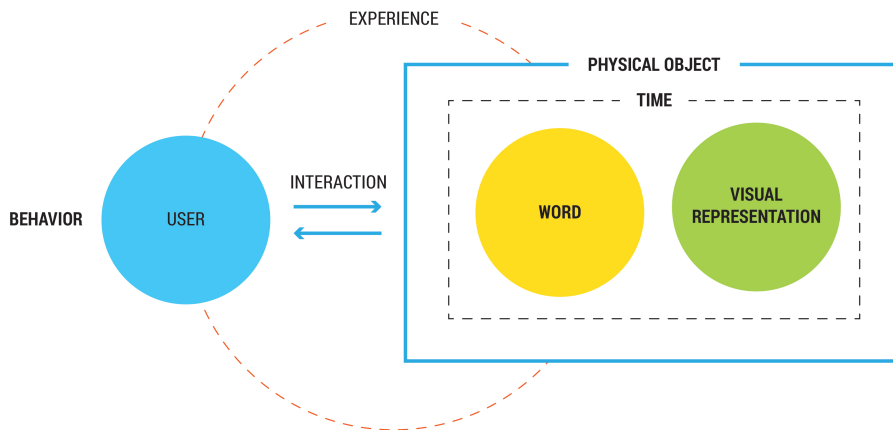 EXPERIENCE
PHYSICAL OBJECT
TIME
INTERACTION
BEHAVIOR
USER
WORD
VISUAL
REPRESENTATION